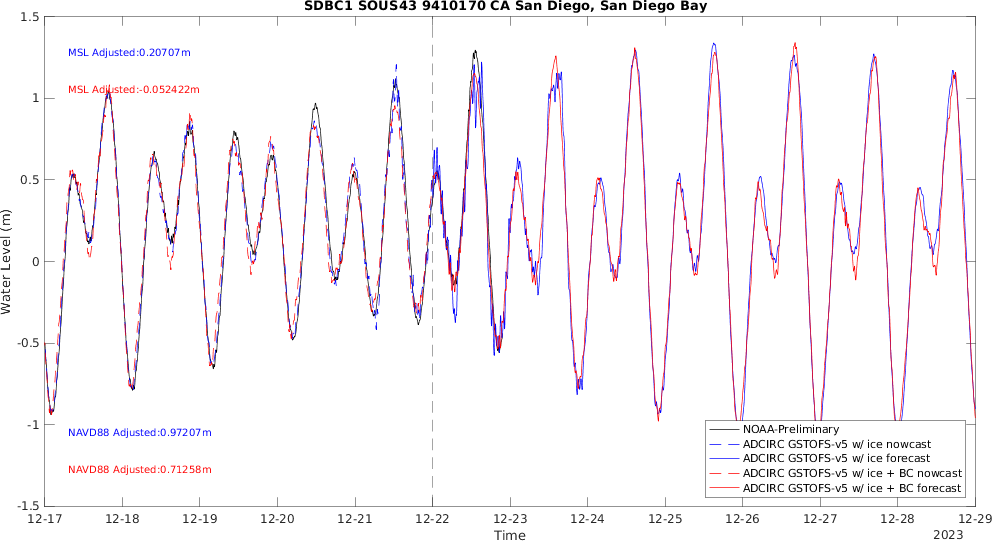 SDBC1 SOUS43 9410170 CA San Diego, San Diego Bay
1.5
1
0.5
0
-0.5
-1
-1.5
Water Level (m)
MSL Adjusted:0.20707m
MSL Adjusted:-0.052422m
NAVD88 Adjusted:0.97207m
NAVD88 Adjusted:0.71258m
NOAA-Preliminary
ADCIRC GSTOFS-v5 w/ ice nowcast
ADCIRC GSTOFS-v5 w/ ice forecast
ADCIRC GSTOFS-v5 w/ ice + BC nowcast
ADCIRC GSTOFS-v5 w/ ice + BC forecast
12-17 12-18 12-19 12-20 12-21 12-22 12-23 12-24 12-25 12-26 12-27 12-28 12-29
Time
2023